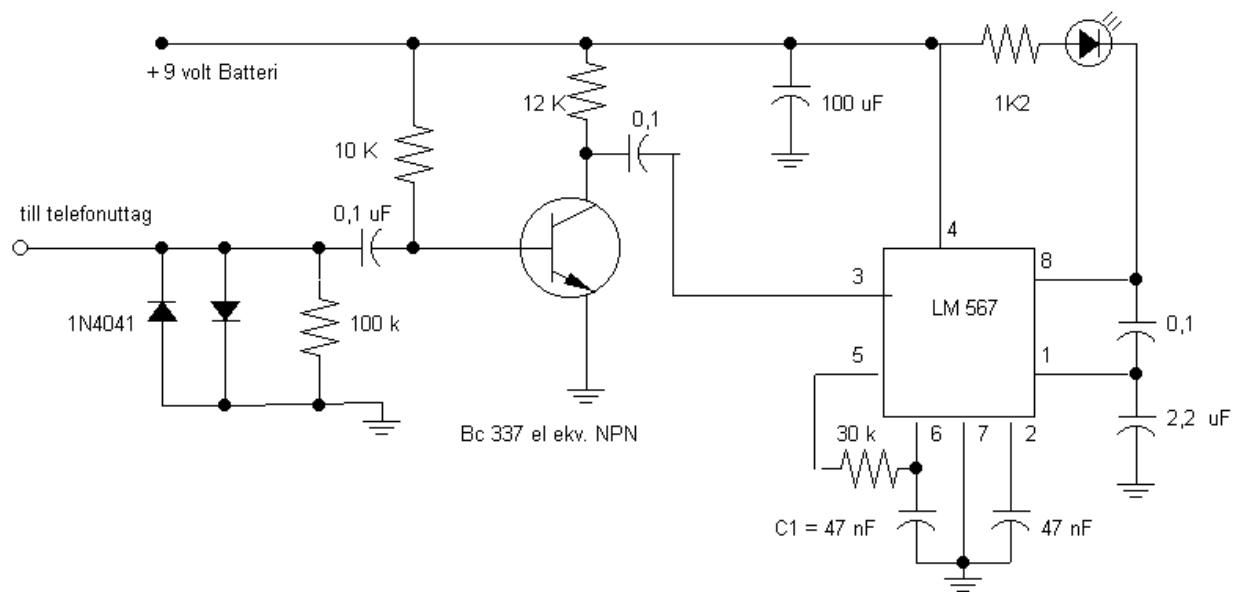 + 9 volt Batteri
12 K
0,1
100 uF
1K2
10 K
till telefonuttag
0,1 uF
4
3
8
LM 567
1N4041
100 k
0,1
5
1
Bc 337 el ekv. NPN
30 k
6
7
2
2,2 uF
C1 = 47 nF
47 nF